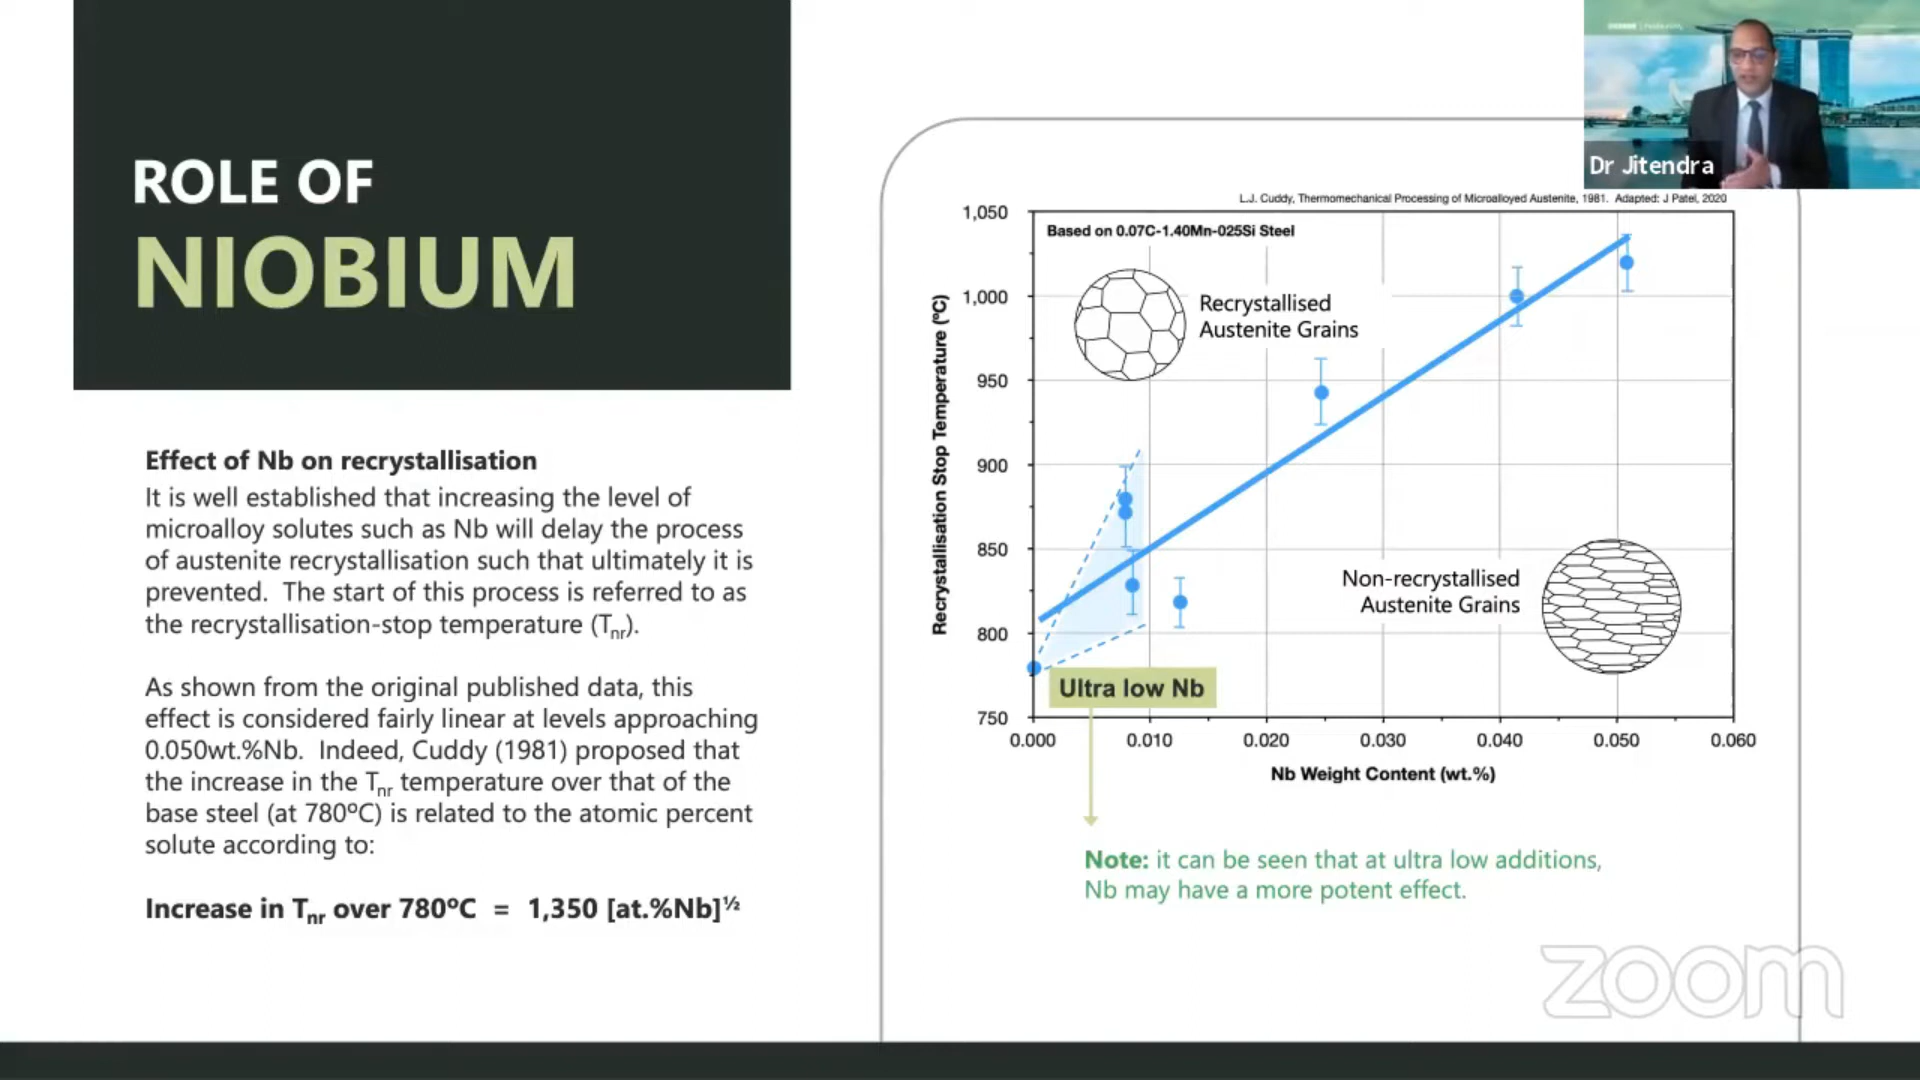 ROLE OF
NIOBIUM
Effect of Nb on recrystallisation
It is well established that increasing the level of
microalloy solutes such as Nb will delay the process
of austenite recrystallisation such that ultimately it is
prevented. The start of this process is referred to as
the recrystallisation-stop temperature (Tnr).
As shown from the original published data, this
effect is considered fairly linear at levels approaching
0.050wt.%Nb. Indeed, Cuddy (1981) proposed that
the increase in the Tnr temperature over that of the
base steel (at 780ºC) is related to the atomic percent
solute according to:
Increase in Tnr over 780ºC = 1,350 [at.%Nb]½
Dr Jitendra
L.J. Cuddy, Thermomechanical Processing of Microalloyed Austenite, 1981. Adapted: J Patel, 2020
Based on 0.07C-1.40Mn-025Si Steel
Recrystallised
Austenite Grains
Non-recrystallised
Austenite Grains
Ultra low Nb
Recrystallisation Stop Temperature (ºC)
1,050
1,000
950
900
850
800
750
0.000 0.010 0.020 0.030 0.040 0.050 0.060
Nb Weight Content (wt.%)
Note: it can be seen that at ultra low additions,
Nb may have a more potent effect.
zoom